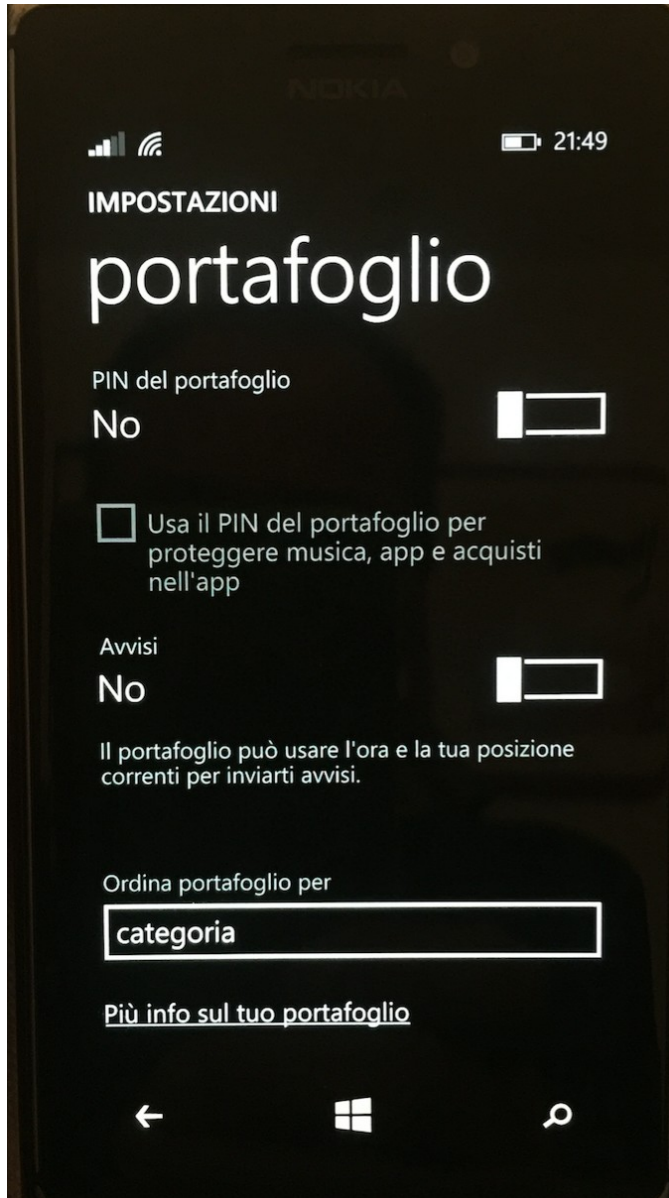 NOKIA
21:49
IMPOSTAZIONI
portafoglio
PIN del portafoglio
No
Usa il PIN del portafoglio per
proteggere musica, app e acquisti
nell'app
Avvisi
No
Il portafoglio può usare l'ora e la tua posizione
correnti per inviarti avvisi.
Ordina portafoglio per
categoria
Più info sul tuo portafoglio